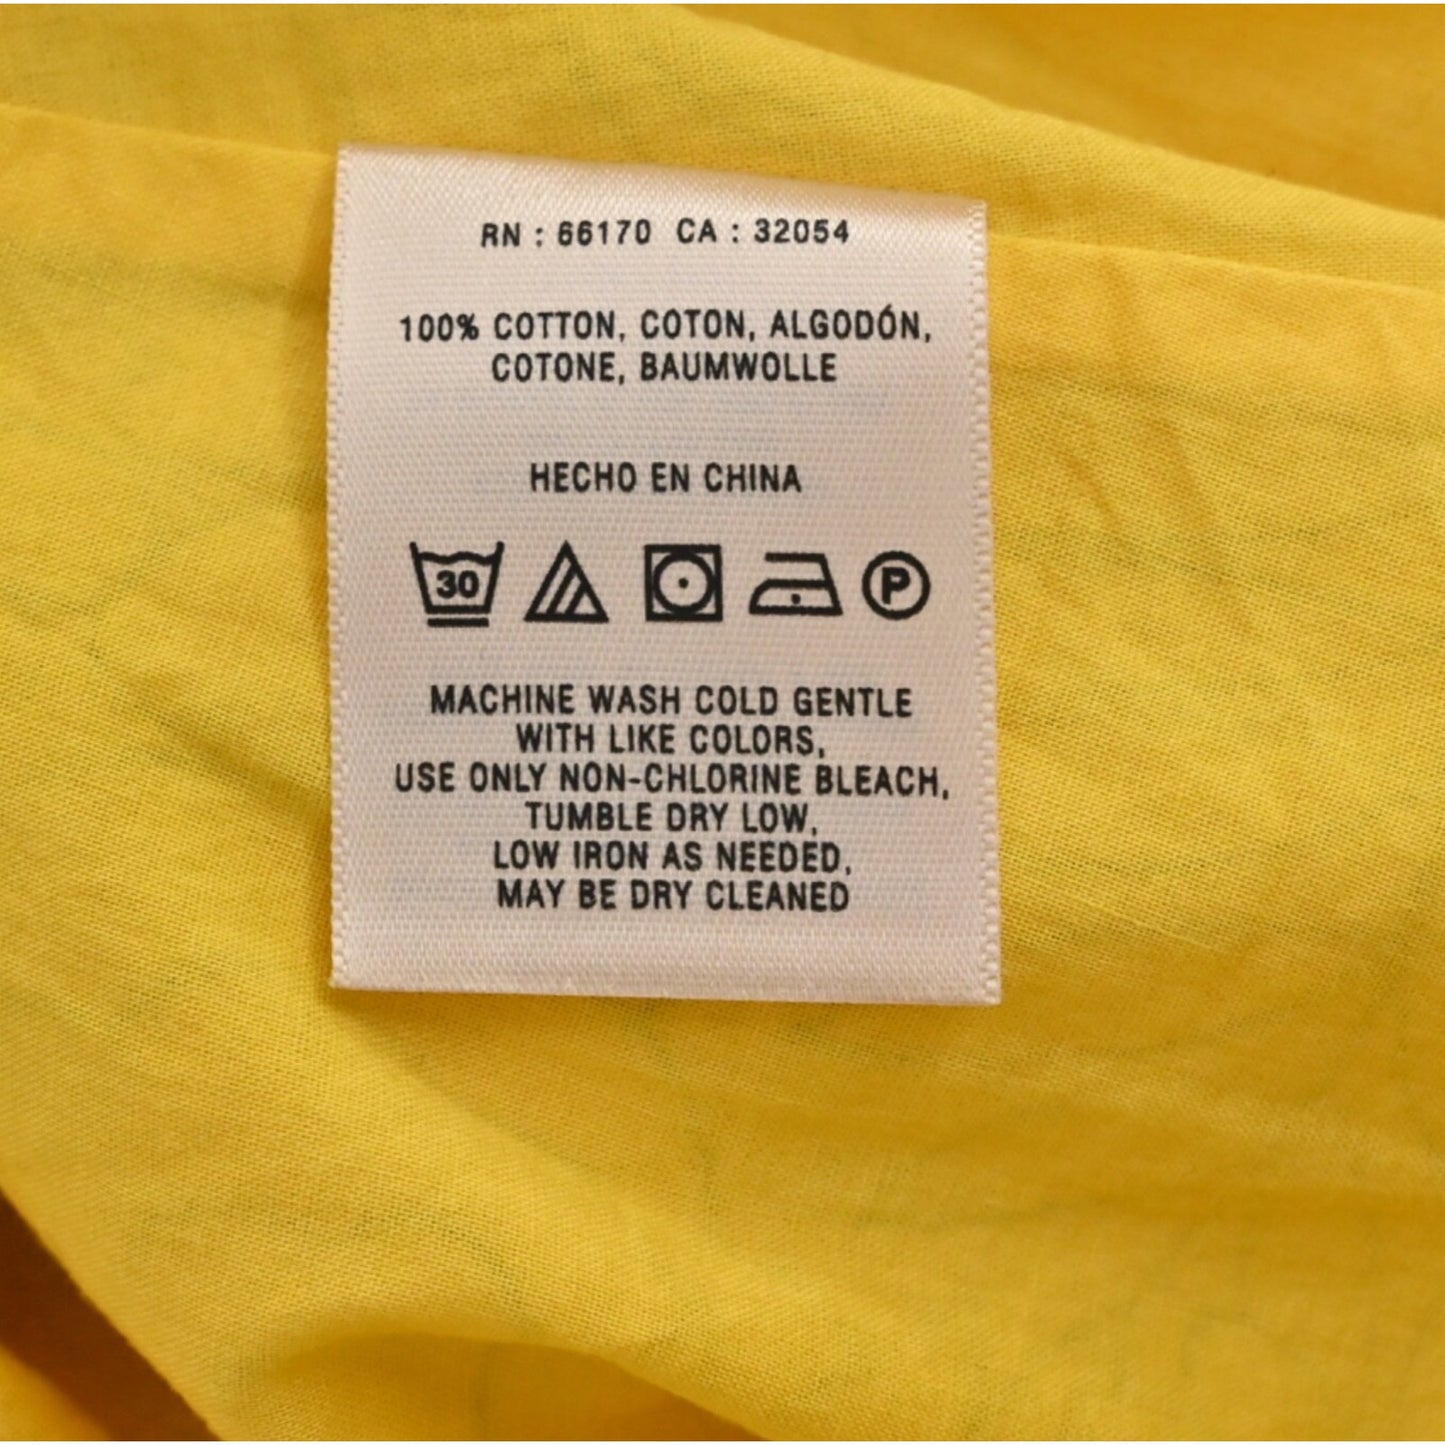 RN : 66170 CA : 32054
100% COTTON, COTON, ALGODÓN,
COTONE, BAUMWOLLE
HECHO EN CHINA
30 P
MACHINE WASH COLD GENTLE
WITH LIKE COLORS,
USE ONLY NON-CHLORINE BLEACH,
TUMBLE DRY LOW,
LOW IRON AS NEEDED,
MAY BE DRY CLEANED